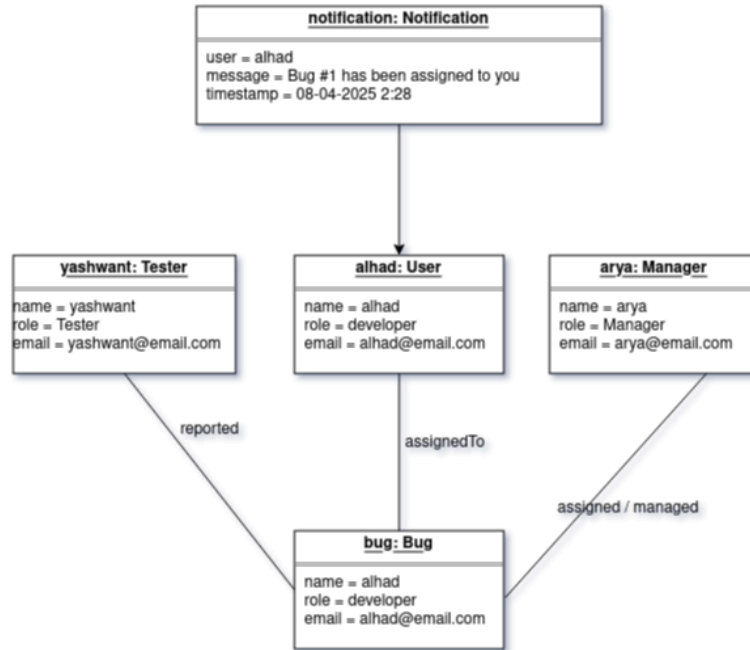 notification: Notification
user = alhad
message = Bug #1 has been assigned to you
timestamp = 08-04-2025 2:28
yashwant: Tester
name = yashwant
role = Tester
email = yashwant@email.com
alhad: User
name = alhad
role = developer
email = alhad@email.com
arya: Manager
name = arya
role = Manager
email = arya@email.com
reported
assignedTo
assigned / managed
bug: Bug
name = alhad
role = developer
email = alhad@email.com